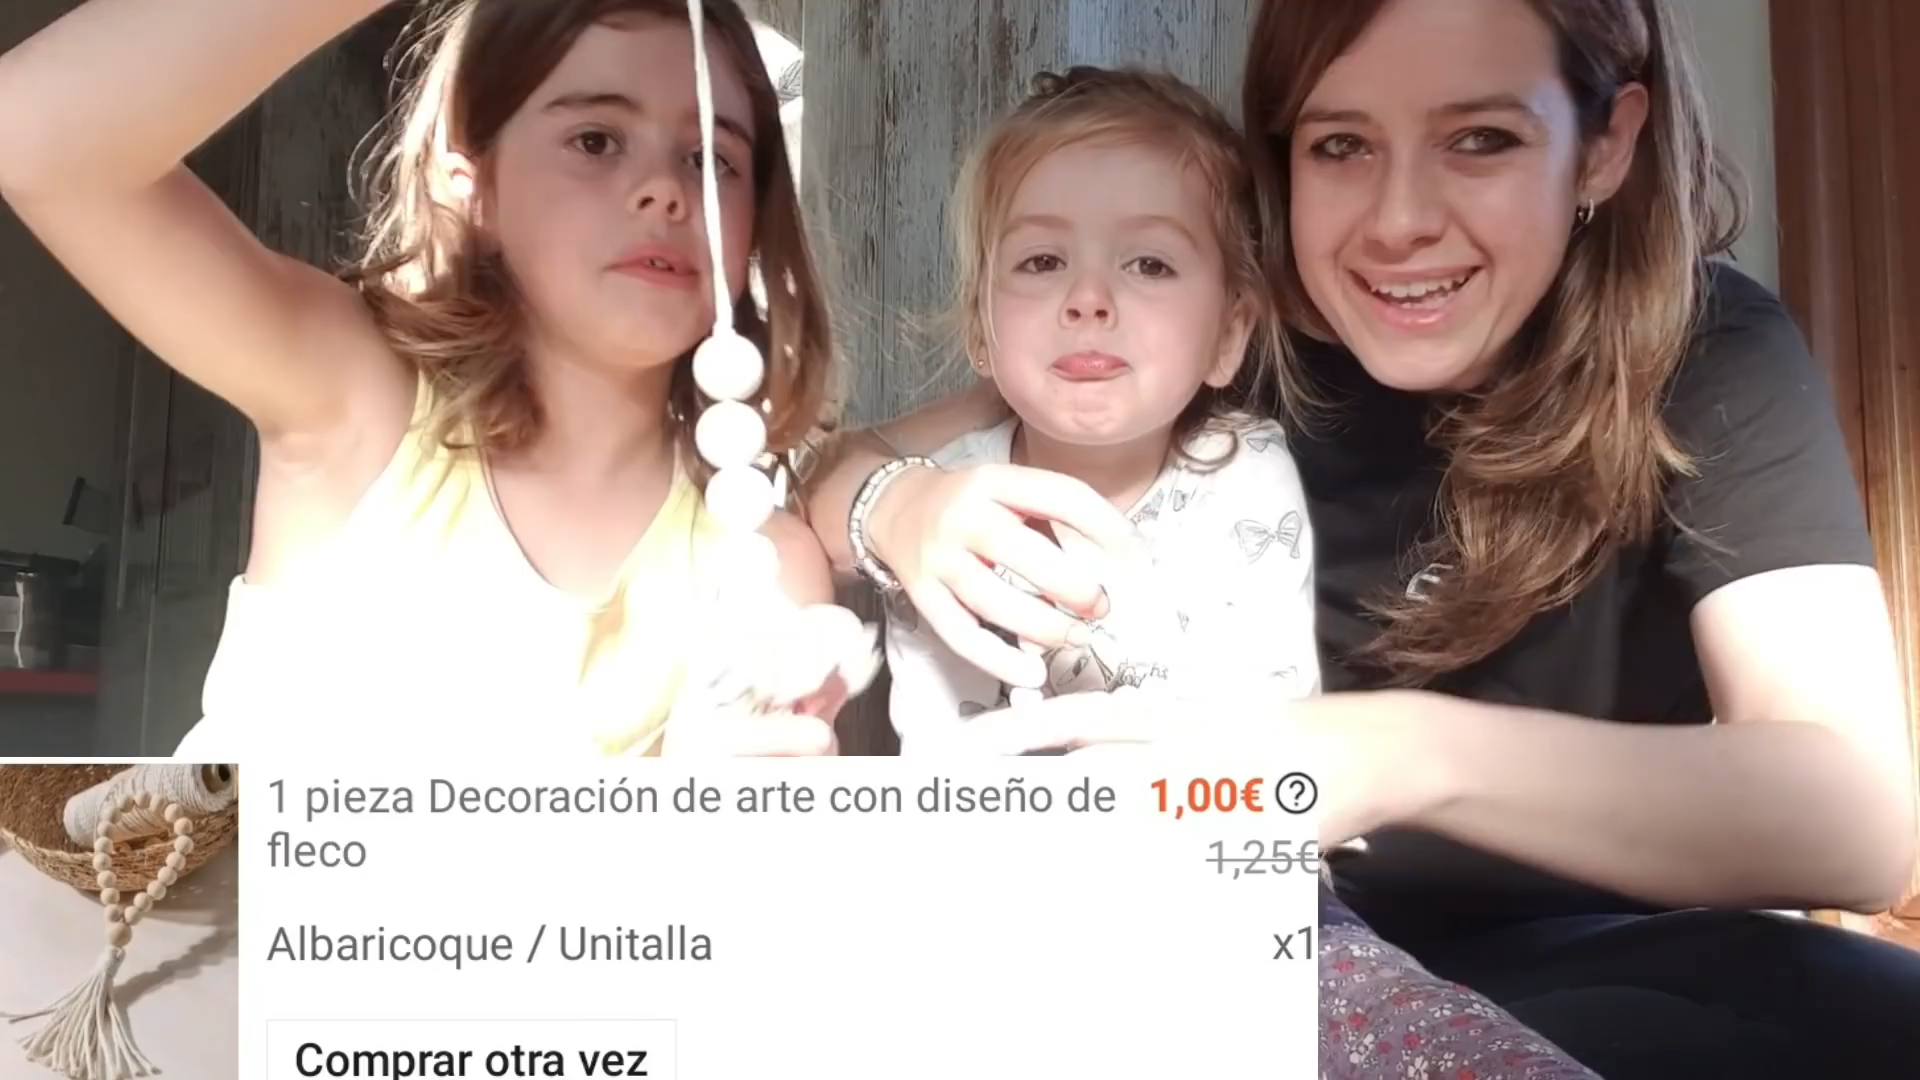 1 pieza Decoración de arte con diseño de 1,00€ ?
fleco 1,25€
Albaricoque / Unitalla x1
Comprar otra vez